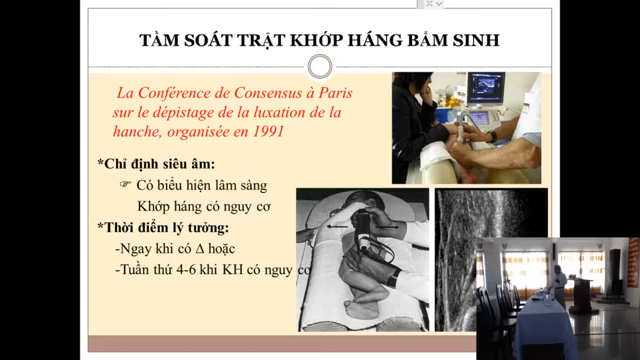 TẦM SOÁT TRẬT KHỚP HÁNG BẨM SINH
La Conférence de Consensus à Paris
sur le dépistage de la luxation de la
hanche, organisée en 1991
*Chỉ định siêu âm:
☞ Có biểu hiện lâm sàng
Khớp háng có nguy cơ
*Thời điểm lý tưởng:
-Ngay khi có Δ hoặc
-Tuần thứ 4-6 khi KH có nguy cơ